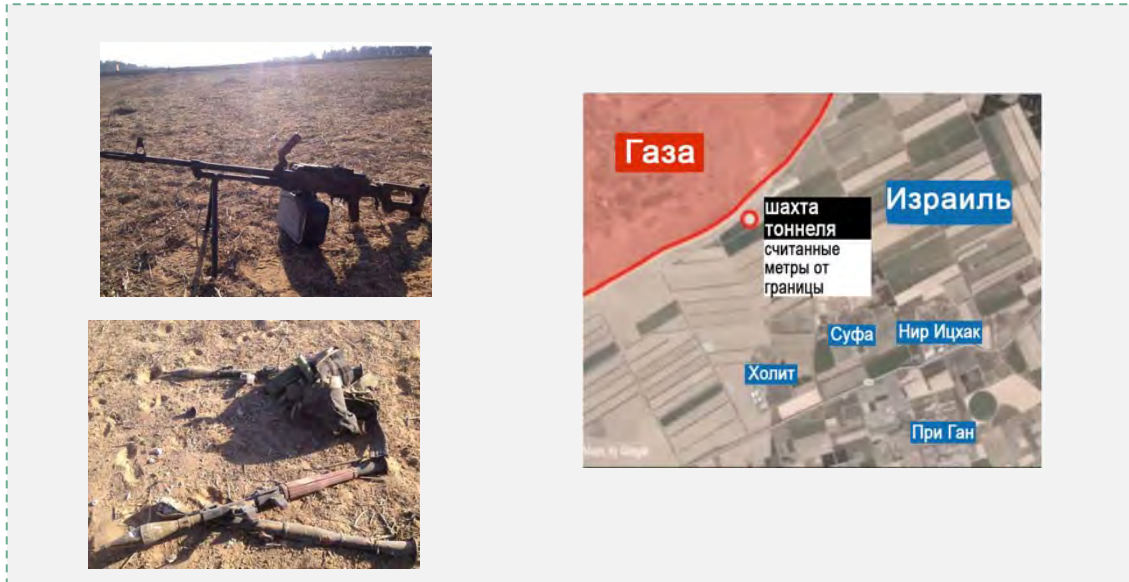 Газа
Израиль
шахта
тоннеля
считанные
метры от
границы
Суфа
Нир Ицхак
Холит
При Ган